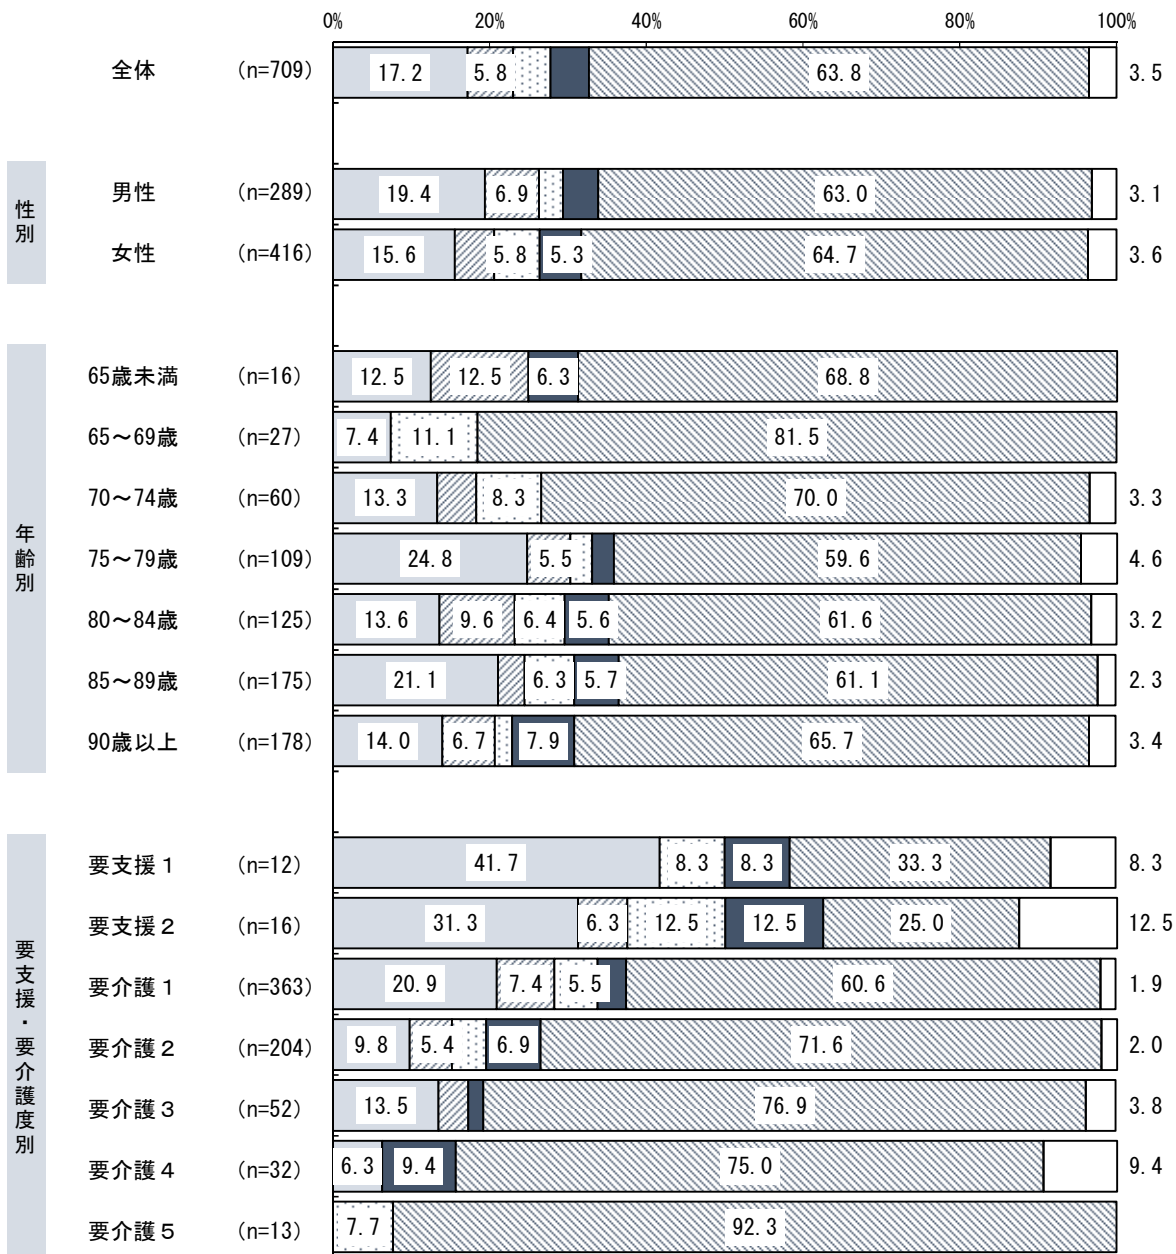 0% 20% 40% 60% 80% 100%
全体 (n=709) 17.2 5.8 63.8 3.5
性別
男性 (n=289) 19.4 6.9 63.0 3.1
女性 (n=416) 15.6 5.8 5.3 64.7 3.6
年齢別
65歳未満 (n=16) 12.5 12.5 6.3 68.8
65～69歳 (n=27) 7.4 11.1 81.5
70～74歳 (n=60) 13.3 8.3 70.0 3.3
75～79歳 (n=109) 24.8 5.5 59.6 4.6
80～84歳 (n=125) 13.6 9.6 6.4 5.6 61.6 3.2
85～89歳 (n=175) 21.1 6.3 5.7 61.1 2.3
90歳以上 (n=178) 14.0 6.7 7.9 65.7 3.4
要支援・要介護度別
要支援１ (n=12) 41.7 8.3 8.3 33.3 8.3
要支援２ (n=16) 31.3 6.3 12.5 12.5 25.0 12.5
要介護１ (n=363) 20.9 7.4 5.5 60.6 1.9
要介護２ (n=204) 9.8 5.4 6.9 71.6 2.0
要介護３ (n=52) 13.5 76.9 3.8
要介護４ (n=32) 6.3 9.4 75.0 9.4
要介護５ (n=13) 7.7 92.3